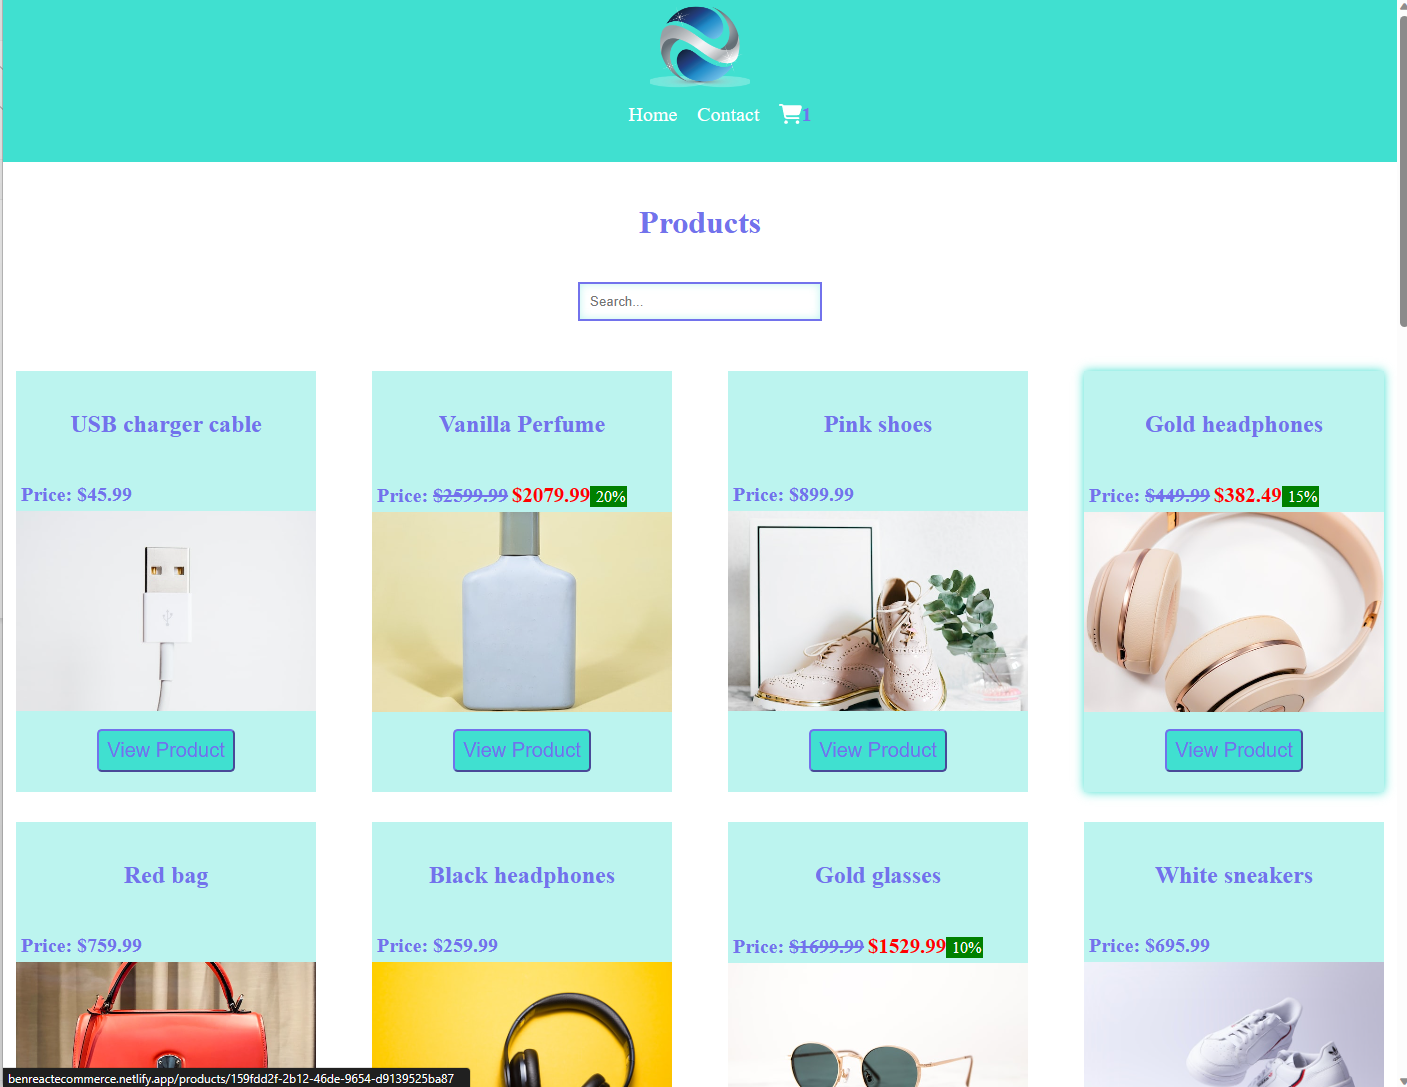 Home Contact 1
Products
Search...
USB charger cable
Vanilla Perfume
Pink shoes
Gold headphones
Price: $45.99
Price: $2599.99 $2079.99 20%
Price: $899.99
Price: $449.99 $382.49 15%
View Product
View Product
View Product
View Product
Red bag
Black headphones
Gold glasses
White sneakers
Price: $759.99
Price: $259.99
Price: $1699.99 $1529.99 10%
Price: $695.99
benreactecommerce.netlify.app/products/159fdd2f-2b12-46de-9654-d9139525ba87